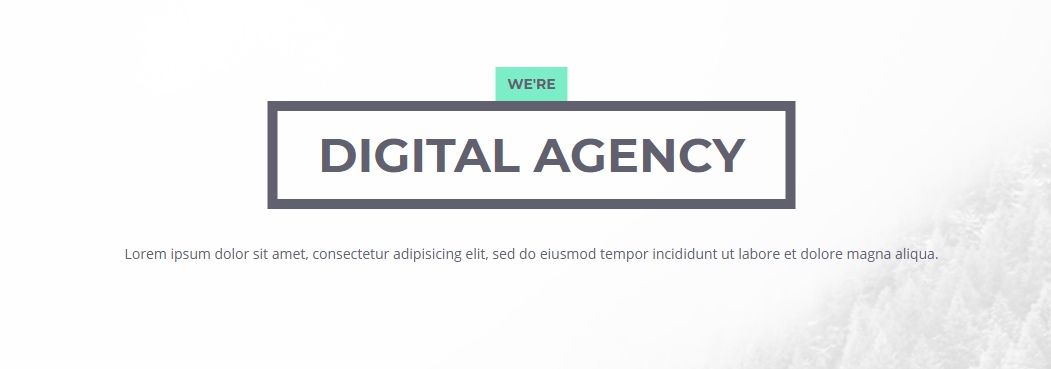 WE'RE
DIGITAL AGENCY
Lorem ipsum dolor sit amet, consectetur adipisicing elit, sed do eiusmod tempor incididunt ut labore et dolore magna aliqua.